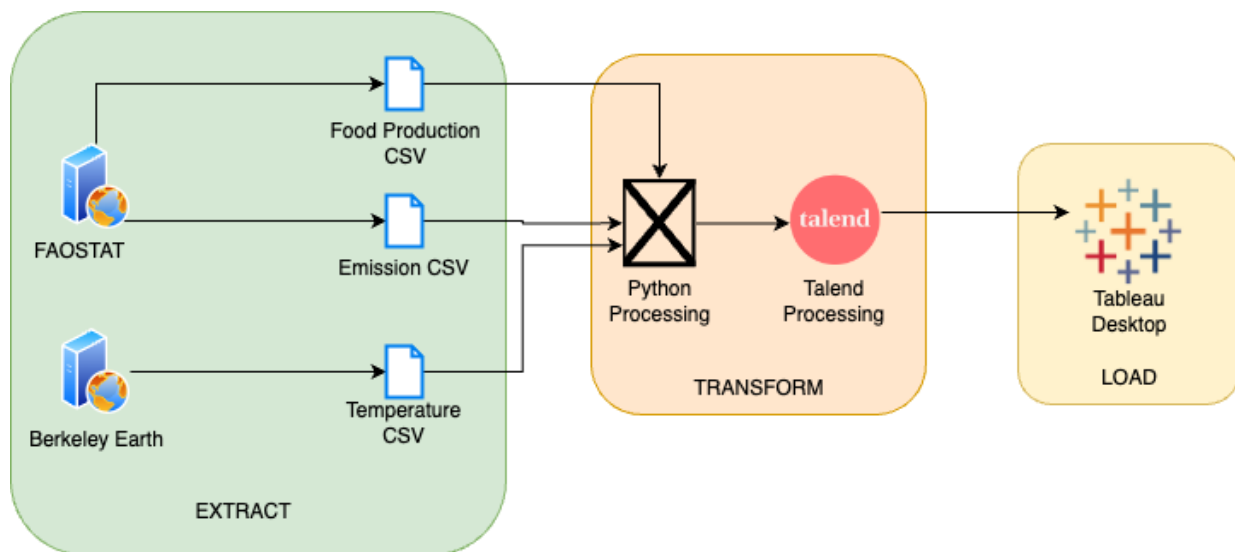 Food Production
CSV
FAOSTAT
Emission CSV
Berkeley Earth
Temperature
CSV
EXTRACT
Python
Processing
talend
Talend
Processing
TRANSFORM
Tableau
Desktop
LOAD